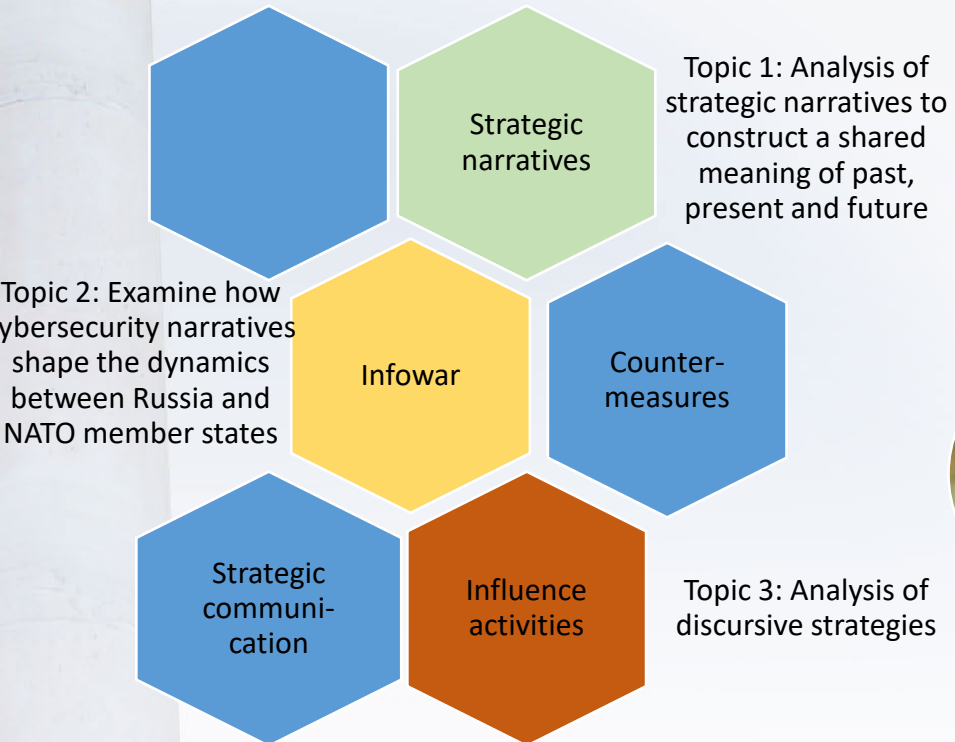 Strategic
narratives
Topic 1: Analysis of
strategic narratives to
construct a shared
meaning of past,
present and future
Topic 2: Examine how
ybersecurity narratives
shape the dynamics
between Russia and
NATO member states
Infowar
Counter-
measures
Strategic
communi-
cation
Influence
activities
Topic 3: Analysis of
discursive strategies